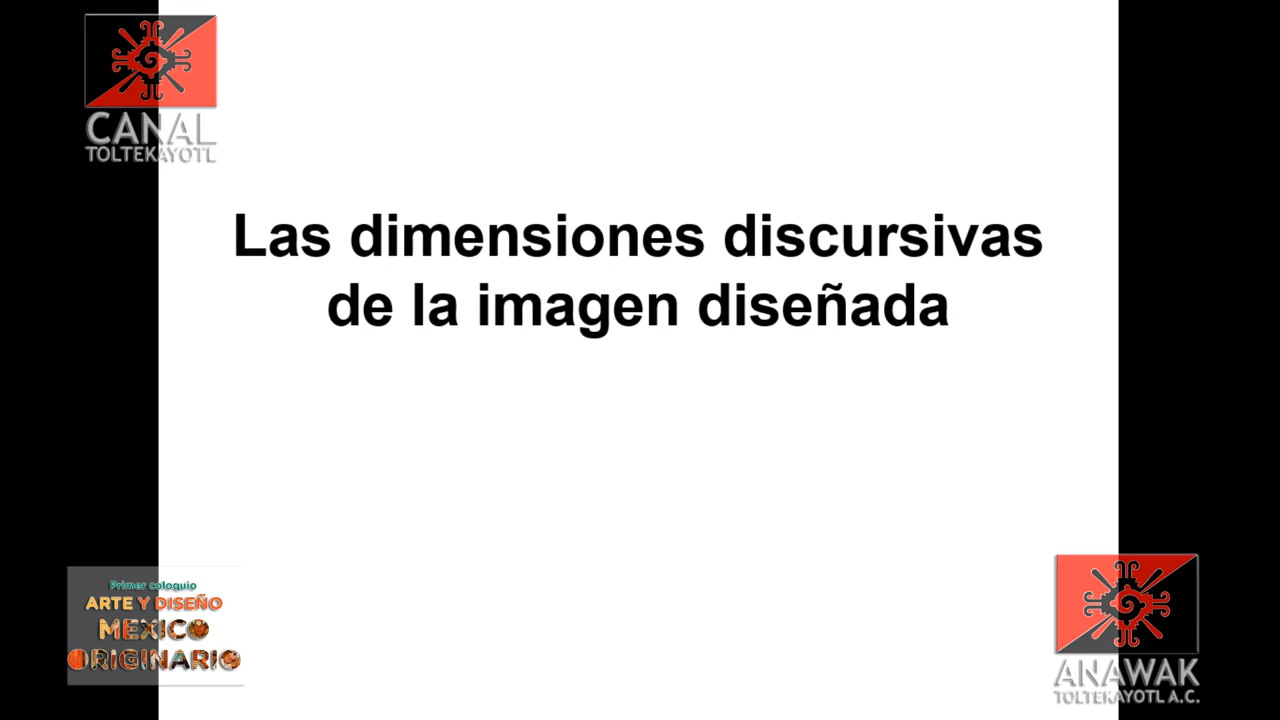 CANAL
TOLTEKAYOTL
Las dimensiones discursivas
de la imagen diseñada
Primer coloquio
ARTE Y DISEÑO
MEXICO
ORIGINARIO
ANAWAK
TOLTEKAYOTL A.C.